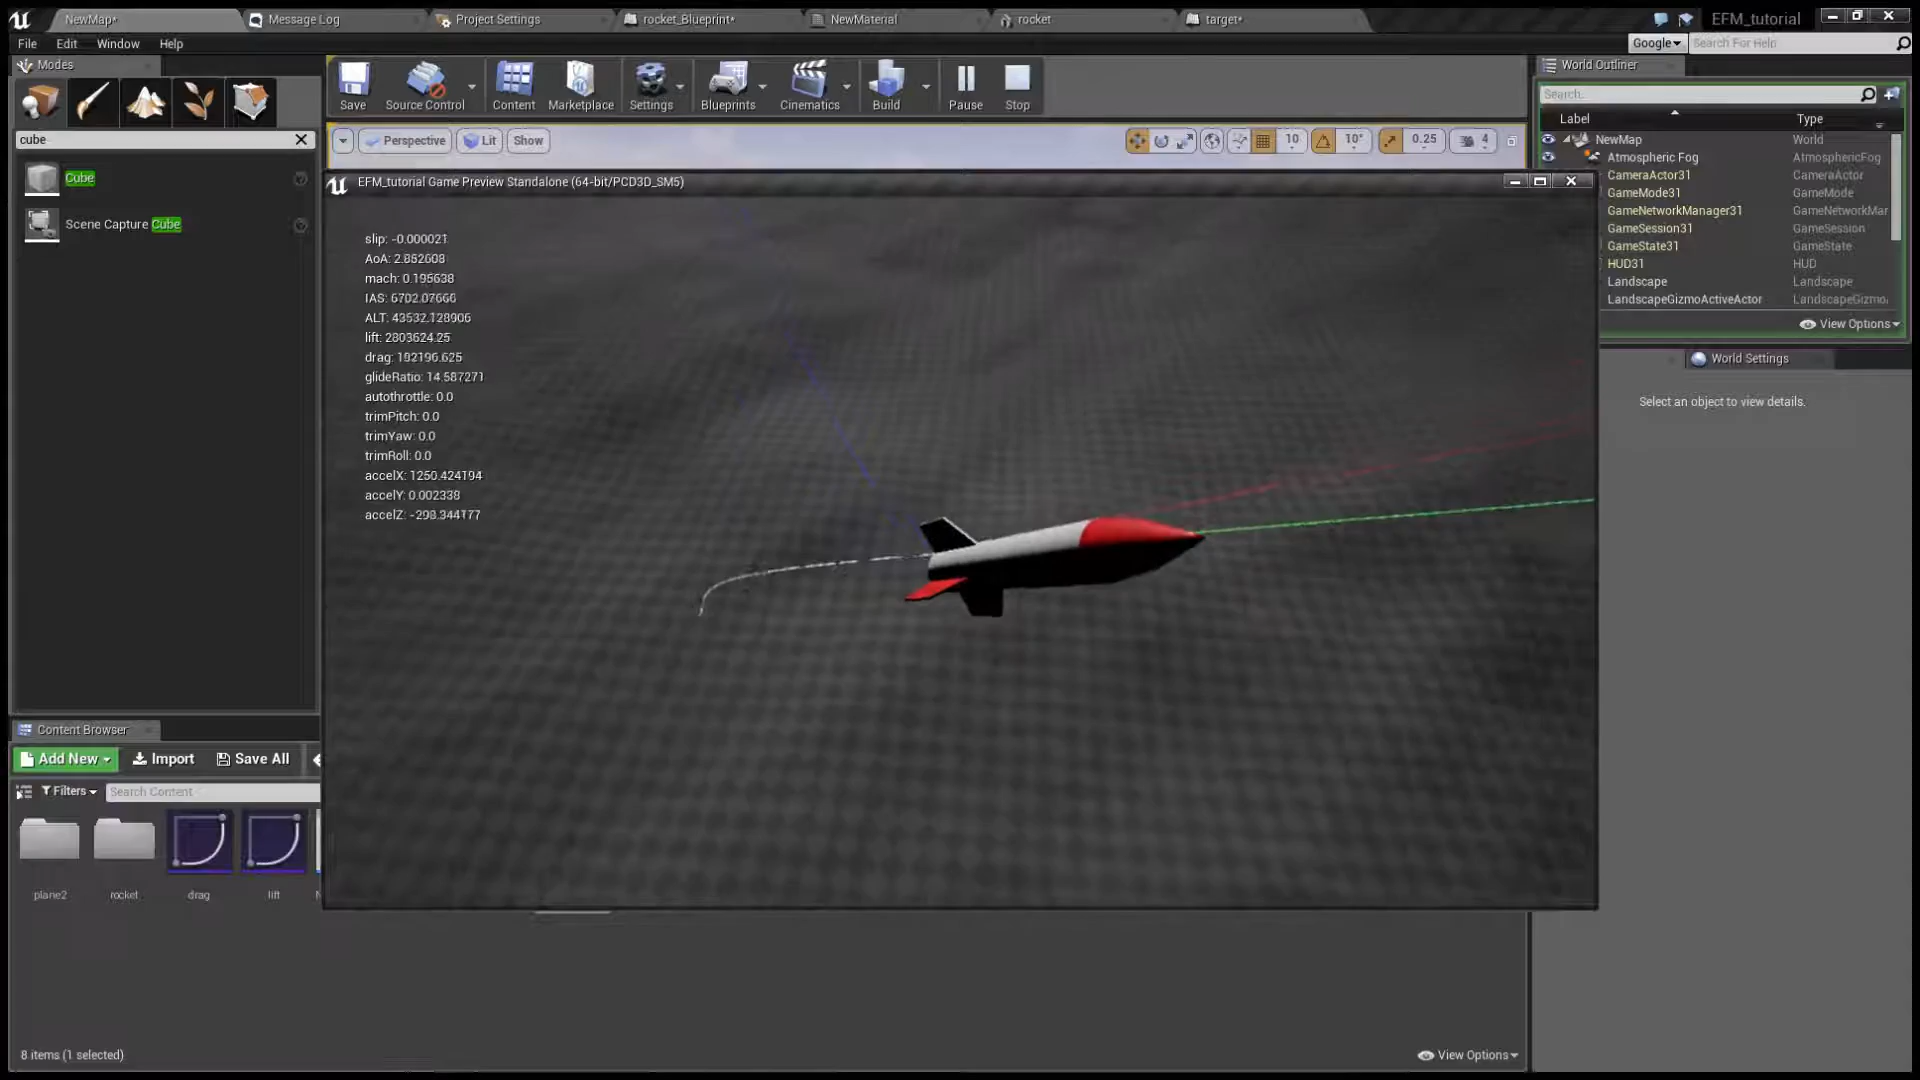 NewMap*
Message Log
Project Settings
rocket_Blueprint*
NewMaterial
rocket
target*
EFM_tutorial
File Edit Window Help
Google
Search For Help
Modes
cube
Cube
Scene Capture Cube
Save
Source Control
Content
Marketplace
Settings
Blueprints
Cinematics
Build
Pause
Stop
Perspective
Lit
Show
10
10°
0.25
4
EFM_tutorial Game Preview Standalone (64-bit/PCD3D_SM5)
slip: -0.000021
AoA: 2.852608
mach: 0.195638
IAS: 6702.07666
ALT: 43532.128906
lift: 2803624.25
drag: 192196.625
glideRatio: 14.587271
autothrottle: 0.0
trimPitch: 0.0
trimYaw: 0.0
trimRoll: 0.0
accelX: 1250.424194
accelY: 0.002338
accelZ: -298.344177
World Outliner
Search.
Label Type
NewMap World
Atmospheric Fog AtmosphericFog
CameraActor31 CameraActor
GameMode31 GameMode
GameNetworkManager31 GameNetworkMar
GameSession31 GameSession
GameState31 GameState
HUD31 HUD
Landscape Landscape
LandscapeGizmoActiveActor LandscapeGizmo
View Options
World Settings
Select an object to view details.
Content Browser
Add New
Import
Save All
Filters
Search Content
plane2
rocket
drag
lift
8 items (1 selected)
View Options